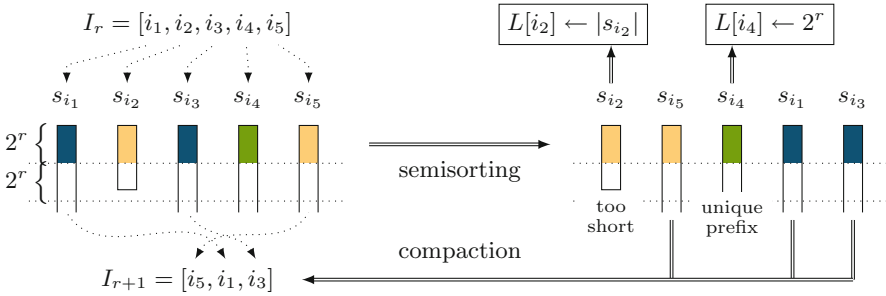 I_r = [i_1, i_2, i_3, i_4, i_5]
L[i_2] ← |s_{i_2}|
L[i_4] ← 2^r
s_{i_1} s_{i_2} s_{i_3} s_{i_4} s_{i_5}
s_{i_2} s_{i_5} s_{i_4} s_{i_1} s_{i_3}
2^r
2^r
semisorting
too
short
unique
prefix
compaction
I_{r+1} = [i_5, i_1, i_3]